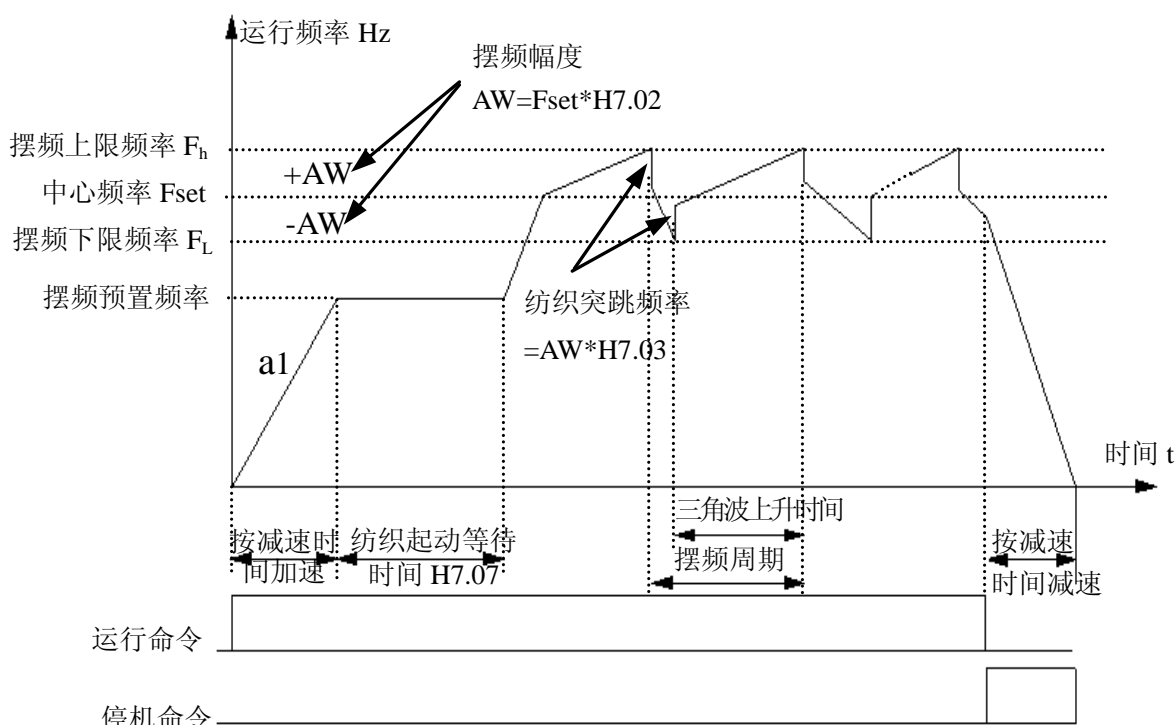 运行频率 Hz
摆频幅度
AW=Fset*H7.02
摆频上限频率 Fh
+AW
中心频率 Fset
-AW
摆频下限频率 FL
摆频预置频率
纺织突跳频率
=AW*H7.03
a1
时间 t
三角波上升时间
按减速时
间加速
纺织起动等待
时间 H7.07
摆频周期
按减速
时间减速
运行命令
停机命令